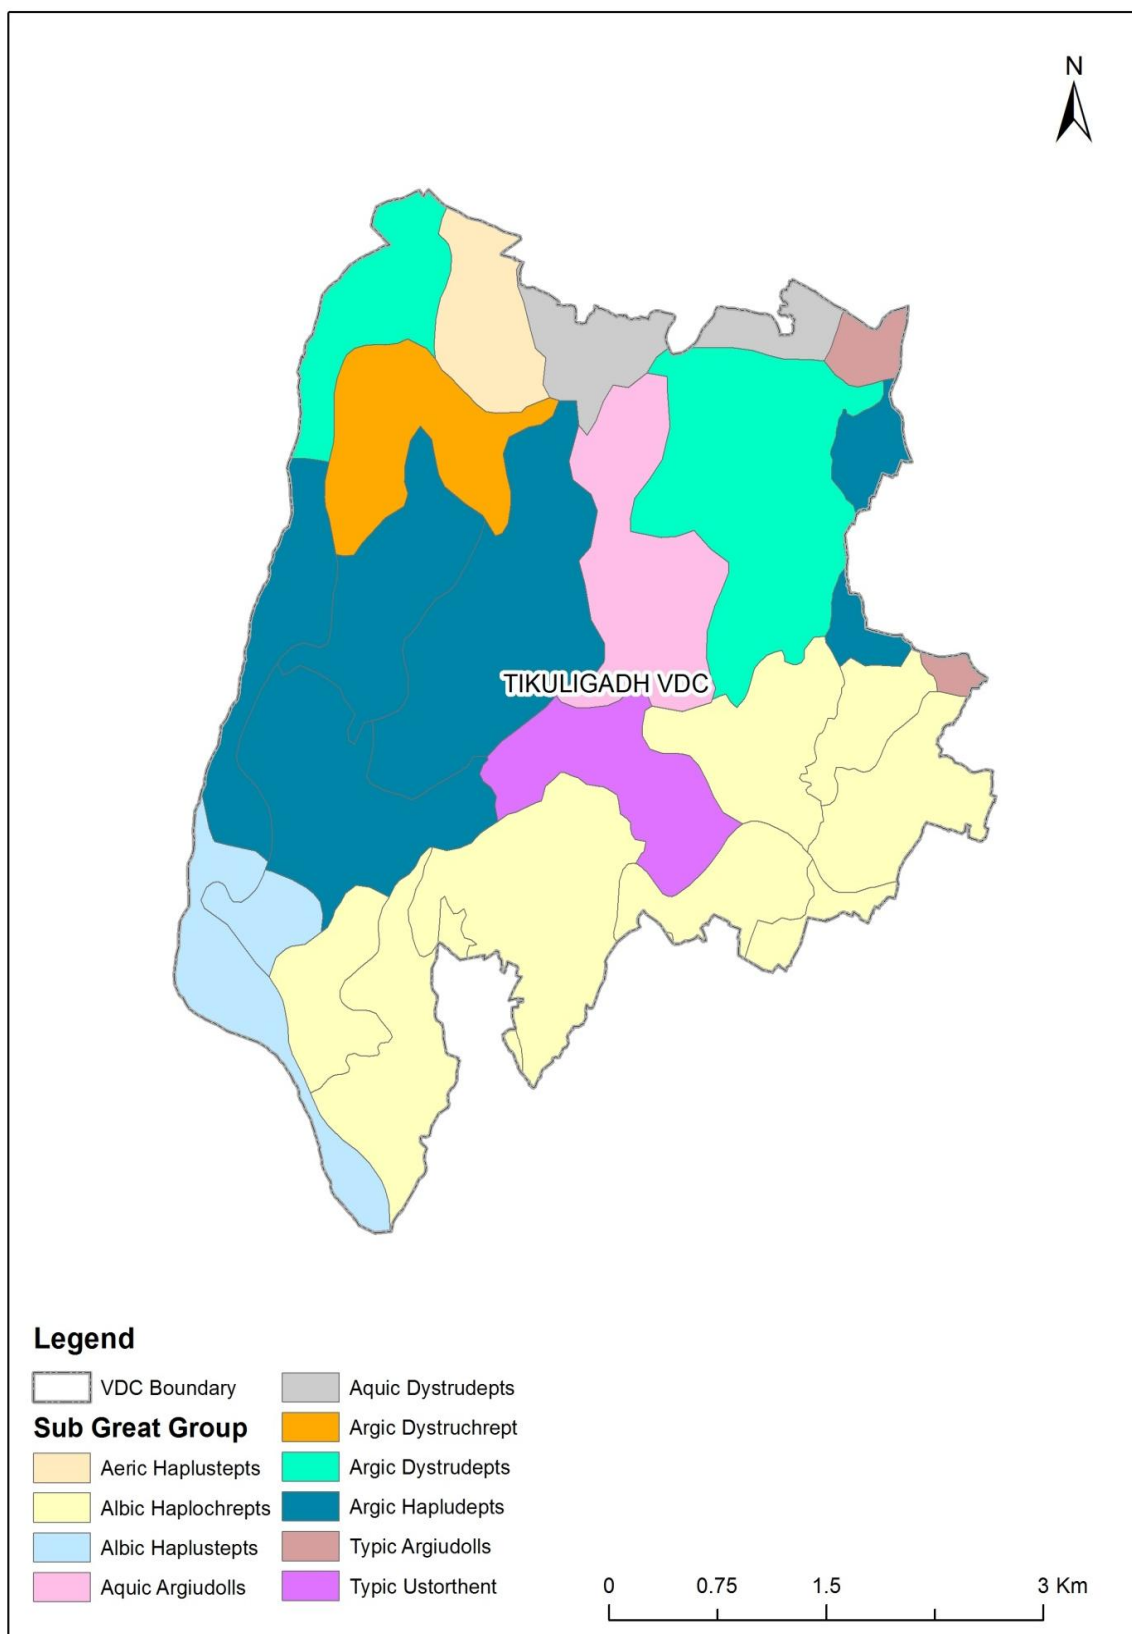 N
TIKULIGADH VDC
Legend
VDC Boundary
Sub Great Group
Aeric Haplustepts
Albic Haplochrepts
Albic Haplustepts
Aquic Argiudolls
Aquic Dystrudepts
Argic Dystruchrept
Argic Dystrudepts
Argic Hapludepts
Typic Argiudolls
Typic Ustorthent
0 0.75 1.5 3 Km